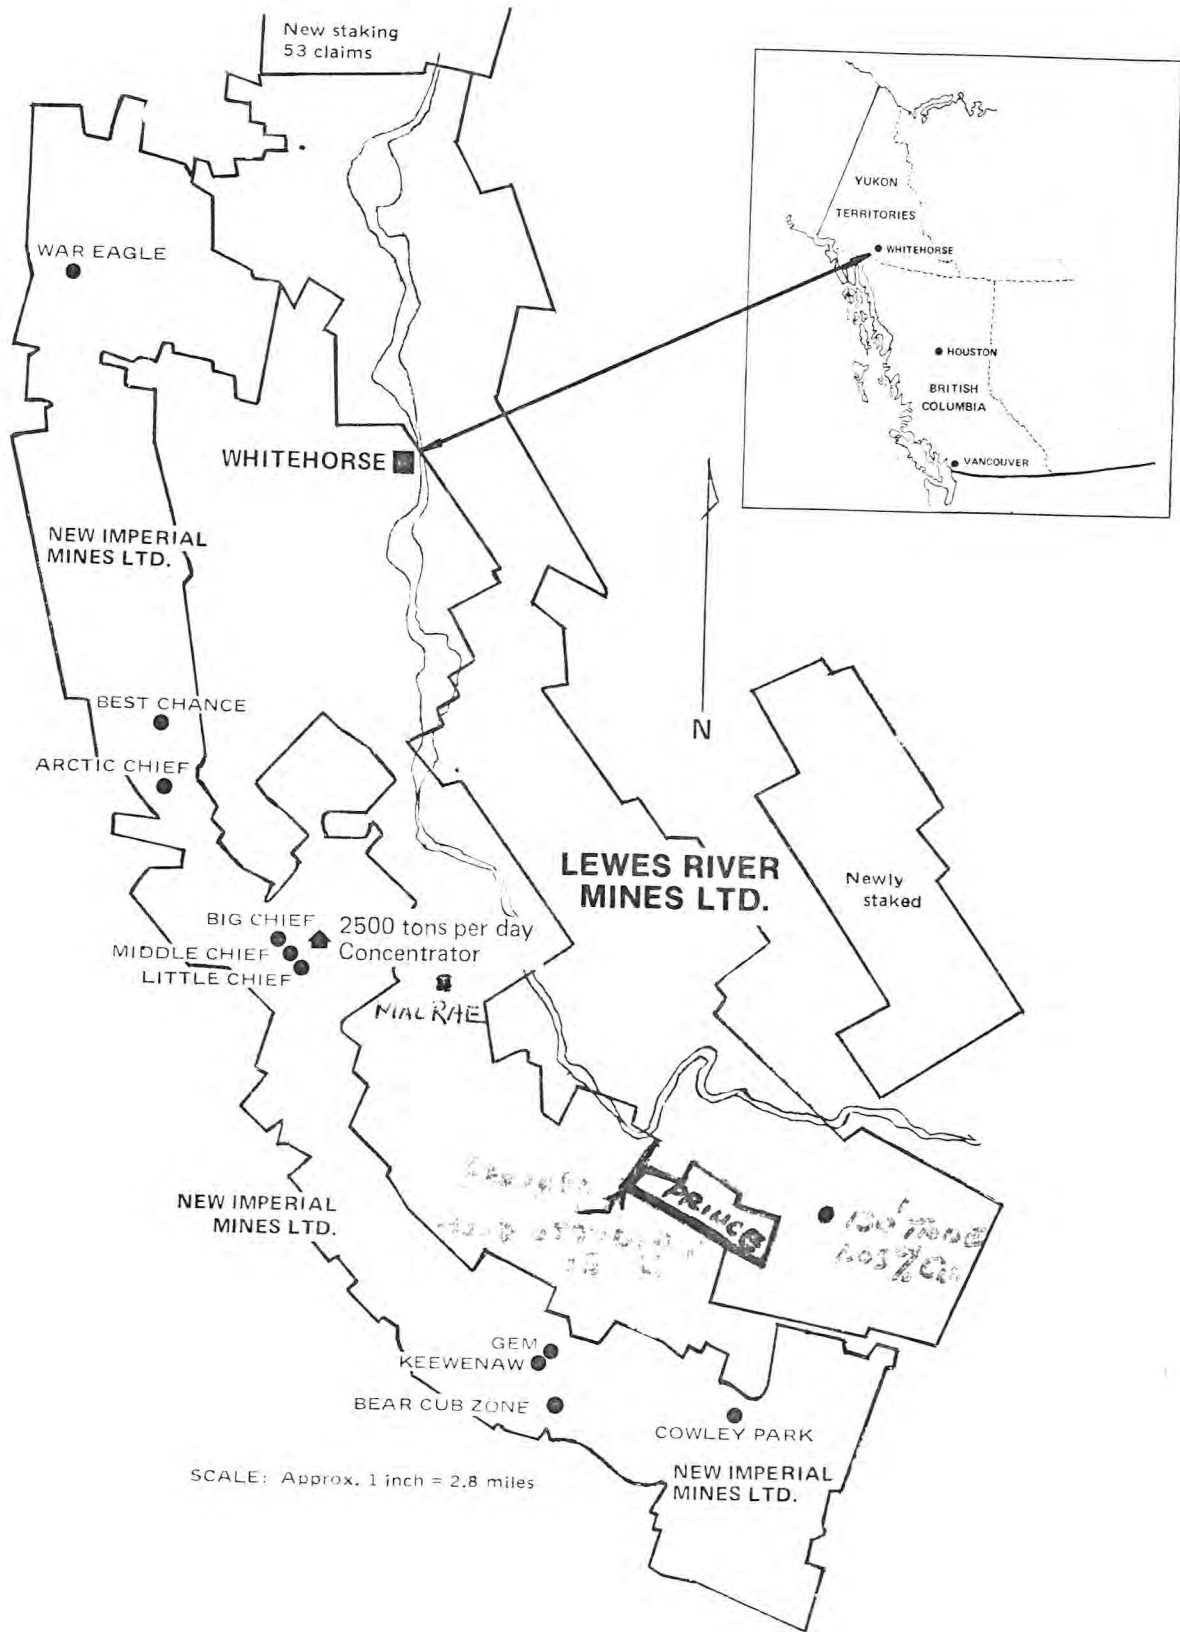 New staking
53 claims
YUKON
TERRITORIES
WHITEHORSE
HOUSTON
BRITISH
COLUMBIA
VANCOUVER
WAR EAGLE
WHITEHORSE
NEW IMPERIAL
MINES LTD.
N
BEST CHANCE
ARCTIC CHIEF
LEWES RIVER
MINES LTD.
Newly
staked
BIG CHIEF
MIDDLE CHIEF
LITTLE CHIEF
2500 tons per day
Concentrator
MAC RAE
PRINCE
NEW IMPERIAL
MINES LTD.
GEM
KEEWENAW
BEAR CUB ZONE
COWLEY PARK
NEW IMPERIAL
MINES LTD.
SCALE: Approx. 1 inch = 2.8 miles